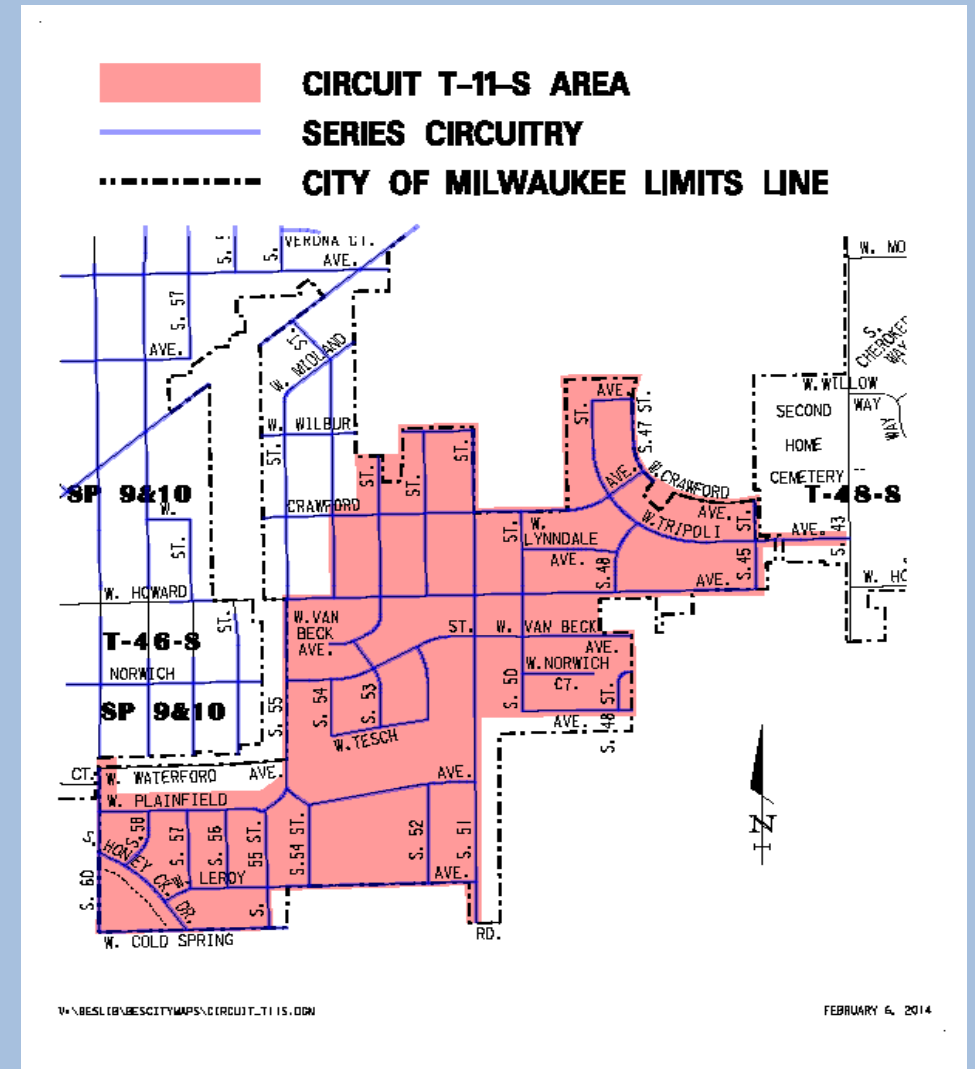 CIRCUIT T-11-S AREA
SERIES CIRCUITRY
CITY OF MILWAUKEE LIMITS LINE
VERONA CT.
AVE.
S.
S.
W. MO
S. 57
AVE.
ST.
W. MIDLAND
S. CHEROKEE WAY
W. WILLOW
WAY
WAY
SECOND
HOME
CEMETERY
T-48-S
W. WILBUR
ST.
AVE.
ST.
S. 47 ST.
W. CRAWFORD
AVE.
AVE.
W. TRIPOLI
ST.
ST.
ST.
ST.
SP 9&10
W.
ST.
CRAWFORD
ST.
W.
LYNNDALE
AVE.
S. 48
AVE.
S. 45
AVE.
S. 43
W. HOWARD
W. HO
ST.
T-46-S
NORWICH
SP 9&10
W. VAN
BECK
AVE.
ST.
W. VAN BECK
AVE.
W. NORWICH
CT.
S. 50
S. 48 ST.
AVE.
S. 55
S. 54
S. 53
W. TESCH
CT.
W. WATERFORD AVE.
W. PLAINFIELD
AVE.
S. 58
S. 57
S. 56
55 ST.
S. 54 ST.
S. 52
S. 51
S.
HONEY CK.
DR.
W. LEROY
AVE.
S. 60
S.
W. COLD SPRING
RD.
N
V:\BESLIB\BESCITYMAPS\CIRCUIT_T11S.DGN
FEBRUARY 6, 2014